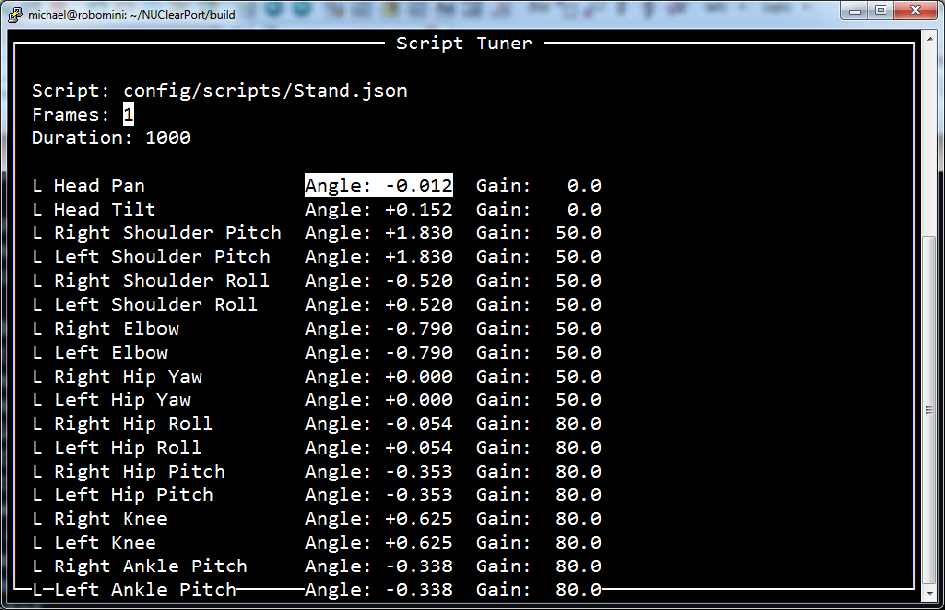 michael@robomini: ~/NUClearPort/build
Script Tuner
Script: config/scripts/Stand.json
Frames: 1
Duration: 1000
L Head Pan Angle: -0.012 Gain: 0.0
L Head Tilt Angle: +0.152 Gain: 0.0
L Right Shoulder Pitch Angle: +1.830 Gain: 50.0
L Left Shoulder Pitch Angle: +1.830 Gain: 50.0
L Right Shoulder Roll Angle: -0.520 Gain: 50.0
L Left Shoulder Roll Angle: +0.520 Gain: 50.0
L Right Elbow Angle: -0.790 Gain: 50.0
L Left Elbow Angle: -0.790 Gain: 50.0
L Right Hip Yaw Angle: +0.000 Gain: 50.0
L Left Hip Yaw Angle: +0.000 Gain: 50.0
L Right Hip Roll Angle: -0.054 Gain: 80.0
L Left Hip Roll Angle: +0.054 Gain: 80.0
L Right Hip Pitch Angle: -0.353 Gain: 80.0
L Left Hip Pitch Angle: -0.353 Gain: 80.0
L Right Knee Angle: +0.625 Gain: 80.0
L Left Knee Angle: +0.625 Gain: 80.0
L Right Ankle Pitch Angle: -0.338 Gain: 80.0
L Left Ankle Pitch Angle: -0.338 Gain: 80.0